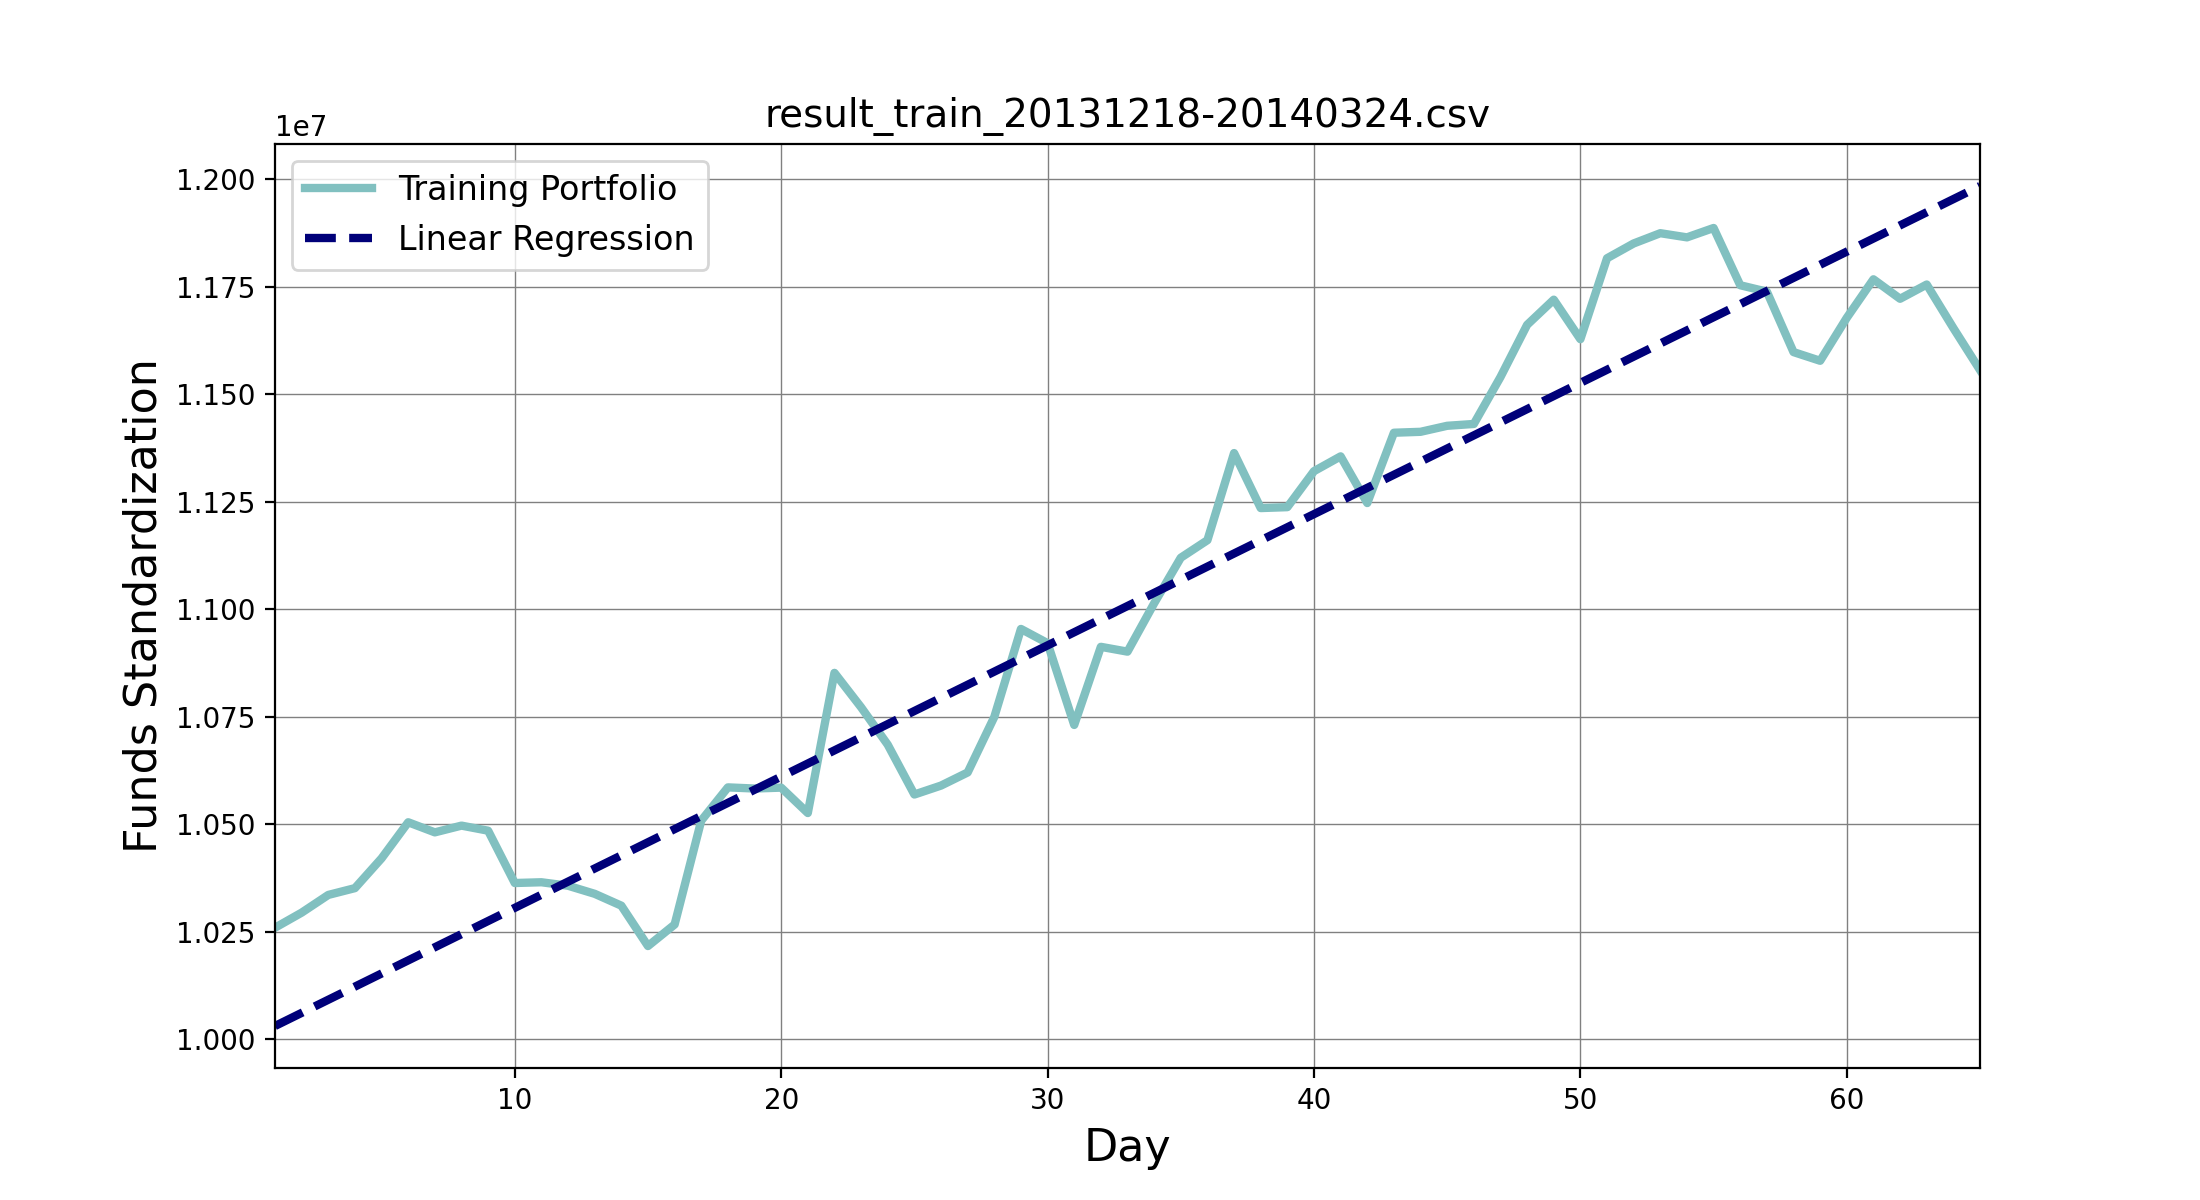 result_train_20131218-20140324.csv
1e7
Training Portfolio
Linear Regression
1.200
1.175
1.150
1.125
1.100
1.075
1.050
1.025
1.000
Funds Standardization
10 20 30 40 50 60
Day